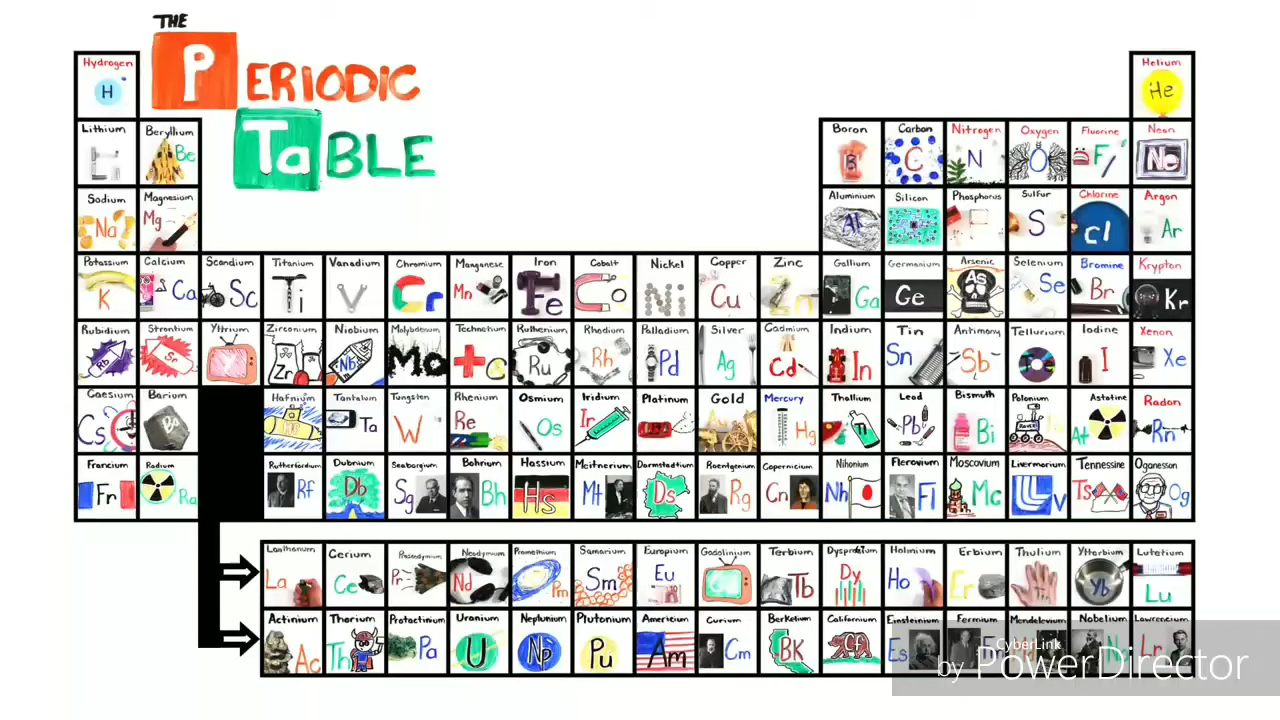 THE
PERIODIC
TaBLE
Hydrogen Helium
H He
Lithium Beryllium Boron Carbon Nitrogen Oxygen Fluorine Neon
Li Be B C N O F Ne
Sodium Magnesium Aluminium Silicon Phosphorus Sulfur Chlorine Argon
Na Mg Al S Cl Ar
Potassium Calcium Scandium Titanium Vanadium Chromium Manganese Iron Cobalt Nickel Copper Zinc Gallium Germanium Arsenic Selenium Bromine Krypton
K Ca Sc Ti V Cr Mn Fe Co Ni Cu Zn Ga Ge As Se Br Kr
Rubidium Strontium Yttrium Zirconium Niobium Molybdenum Technetium Ruthenium Rhodium Palladium Silver Cadmium Indium Tin Antimony Tellurium Iodine Xenon
Rb Sr Zr Nb Mo Ru Rh Pd Ag Cd In Sn Sb I Xe
Caesium Barium Hafnium Tantalum Tungsten Rhenium Osmium Iridium Platinum Gold Mercury Thallium Lead Bismuth Polonium Astatine Radon
Cs Ba Hf Ta W Re Os Ir Hg Tl Pb Bi At Rn
Francium Radium Rutherfordium Dubnium Seaborgium Bohrium Hassium Meitnerium Darmstadtium Roentgenium Copernicium Nihonium Flerovium Moscovium Livermorium Tennessine Oganesson
Fr Ra Rf Db Sg Bh Hs Mt Ds Rg Cn Nh Fl Mc Lv Ts Og
Lanthanum Cerium Praseodymium Neodymium Promethium Samarium Europium Gadolinium Terbium Dysprosium Holmium Erbium Thulium Ytterbium Lutetium
La Ce Pr Nd Pm Sm Eu Tb Dy Ho Er Yb Lu
Actinium Thorium Protactinium Uranium Neptunium Plutonium Americium Curium Berkelium Californium Einsteinium Fermium Mendelevium Nobelium Lawrencium
Ac Th Pa U Np Pu Am Cm BK Cf Es Lr
CyberLink
by PowerDirector